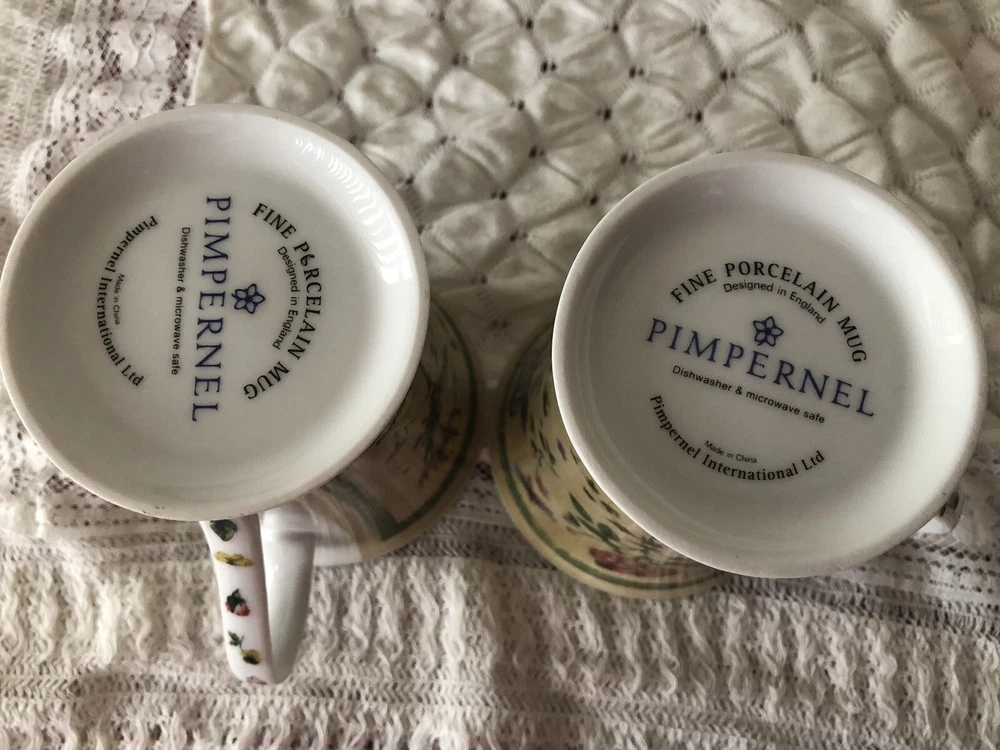 FINE PORCELAIN MUG
Designed in England
PIMPERNEL
Dishwasher & microwave safe
Made in China
Pimpernel International Ltd
FINE PORCELAIN MUG
Designed in England
PIMPERNEL
Dishwasher & microwave safe
Made in China
Pimpernel International Ltd